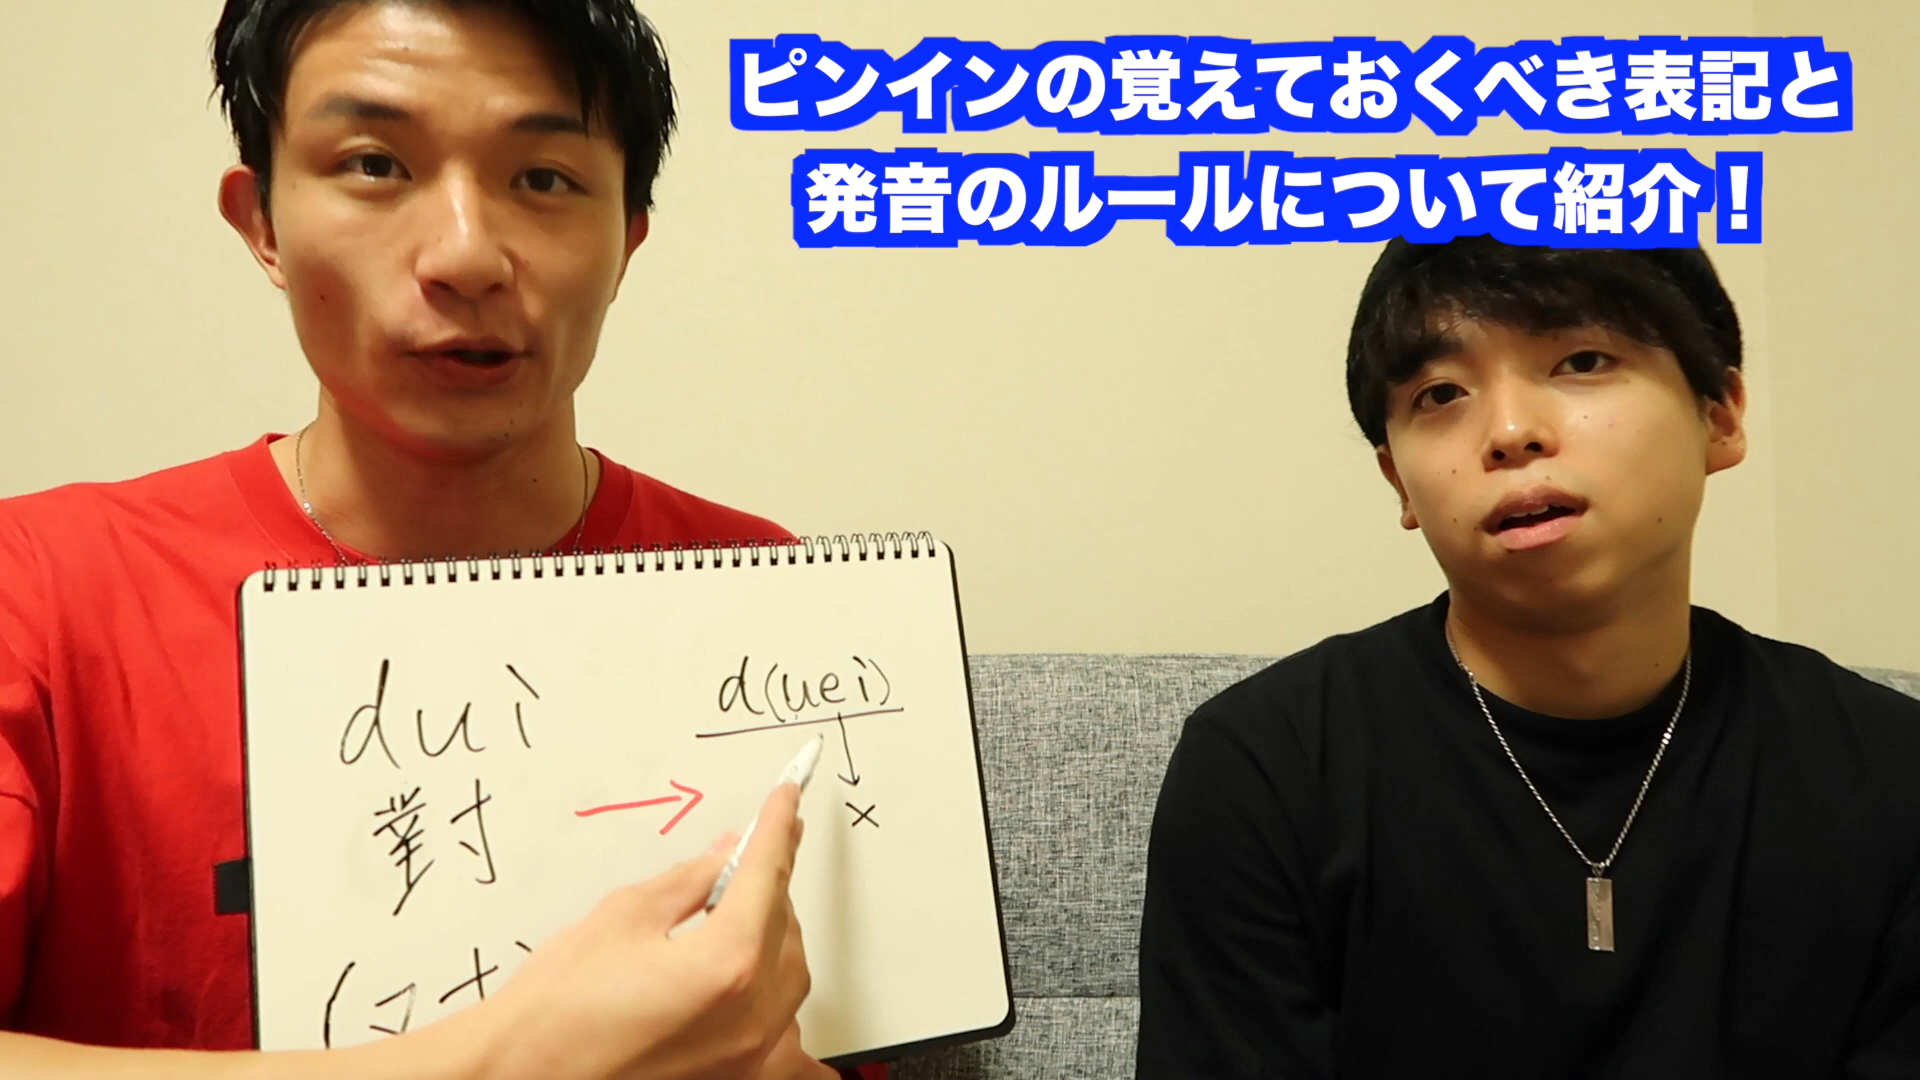 ピンインの覚えておくべき表記と
発音のルールについて紹介！
dui
對
→
d(uei)
×
(对